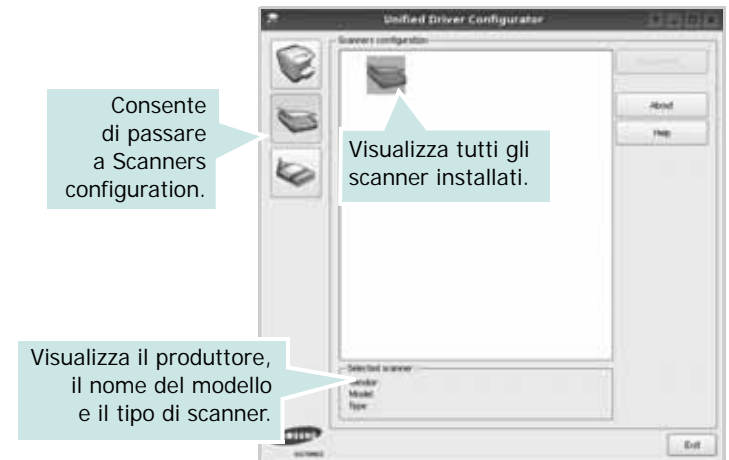 Unified Driver Configurator
Scanners configuration
Consente
di passare
a Scanners
configuration.
Visualizza tutti gli
scanner installati.
About
Help
Visualizza il produttore,
il nome del modello
e il tipo di scanner.
Selected scanner
Vendor
Model
Type
Exit